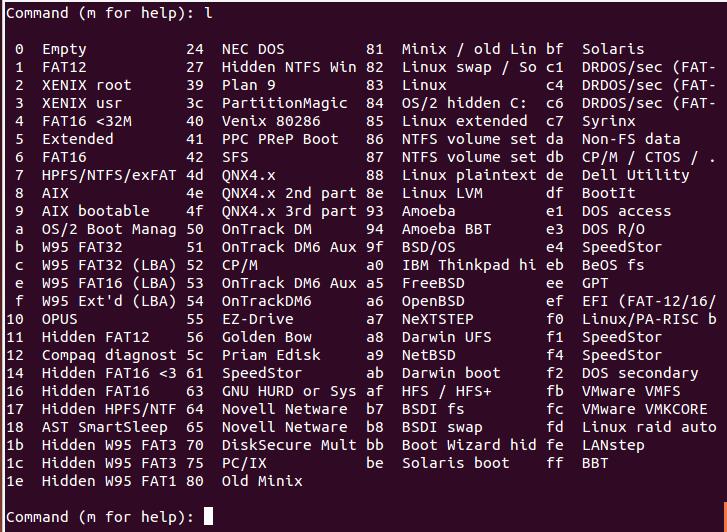 Command (m for help): l
 0  Empty           24  NEC DOS         81  Minix / old Lin bf  Solaris
 1  FAT12           27  Hidden NTFS Win 82  Linux swap / So c1  DRDOS/sec (FAT-
 2  XENIX root      39  Plan 9          83  Linux           c4  DRDOS/sec (FAT-
 3  XENIX usr       3c  PartitionMagic  84  OS/2 hidden C:  c6  DRDOS/sec (FAT-
 4  FAT16 <32M      40  Venix 80286     85  Linux extended  c7  Syrinx
 5  Extended        41  PPC PReP Boot   86  NTFS volume set da  Non-FS data
 6  FAT16           42  SFS             87  NTFS volume set db  CP/M / CTOS / .
 7  HPFS/NTFS/exFAT 4d  QNX4.x          88  Linux plaintext de  Dell Utility
 8  AIX             4e  QNX4.x 2nd part 8e  Linux LVM       df  BootIt
 9  AIX bootable    4f  QNX4.x 3rd part 93  Amoeba          e1  DOS access
 a  OS/2 Boot Manag 50  OnTrack DM      94  Amoeba BBT      e3  DOS R/O
 b  W95 FAT32       51  OnTrack DM6 Aux 9f  BSD/OS          e4  SpeedStor
 c  W95 FAT32 (LBA) 52  CP/M            a0  IBM Thinkpad hi eb  BeOS fs
 e  W95 FAT16 (LBA) 53  OnTrack DM6 Aux a5  FreeBSD         ee  GPT
 f  W95 Ext'd (LBA) 54  OnTrackDM6      a6  OpenBSD         ef  EFI (FAT-12/16/
10  OPUS            55  EZ-Drive        a7  NeXTSTEP        f0  Linux/PA-RISC b
11  Hidden FAT12    56  Golden Bow      a8  Darwin UFS      f1  SpeedStor
12  Compaq diagnost 5c  Priam Edisk     a9  NetBSD          f4  SpeedStor
14  Hidden FAT16 <3 61  SpeedStor       ab  Darwin boot     f2  DOS secondary
16  Hidden FAT16    63  GNU HURD or Sys af  HFS / HFS+      fb  VMware VMFS
17  Hidden HPFS/NTF 64  Novell Netware  b7  BSDI fs         fc  VMware VMKCORE
18  AST SmartSleep  65  Novell Netware  b8  BSDI swap       fd  Linux raid auto
1b  Hidden W95 FAT3 70  DiskSecure Mult bb  Boot Wizard hid fe  LANstep
1c  Hidden W95 FAT3 75  PC/IX           be  Solaris boot    ff  BBT
1e  Hidden W95 FAT1 80  Old Minix
Command (m for help):